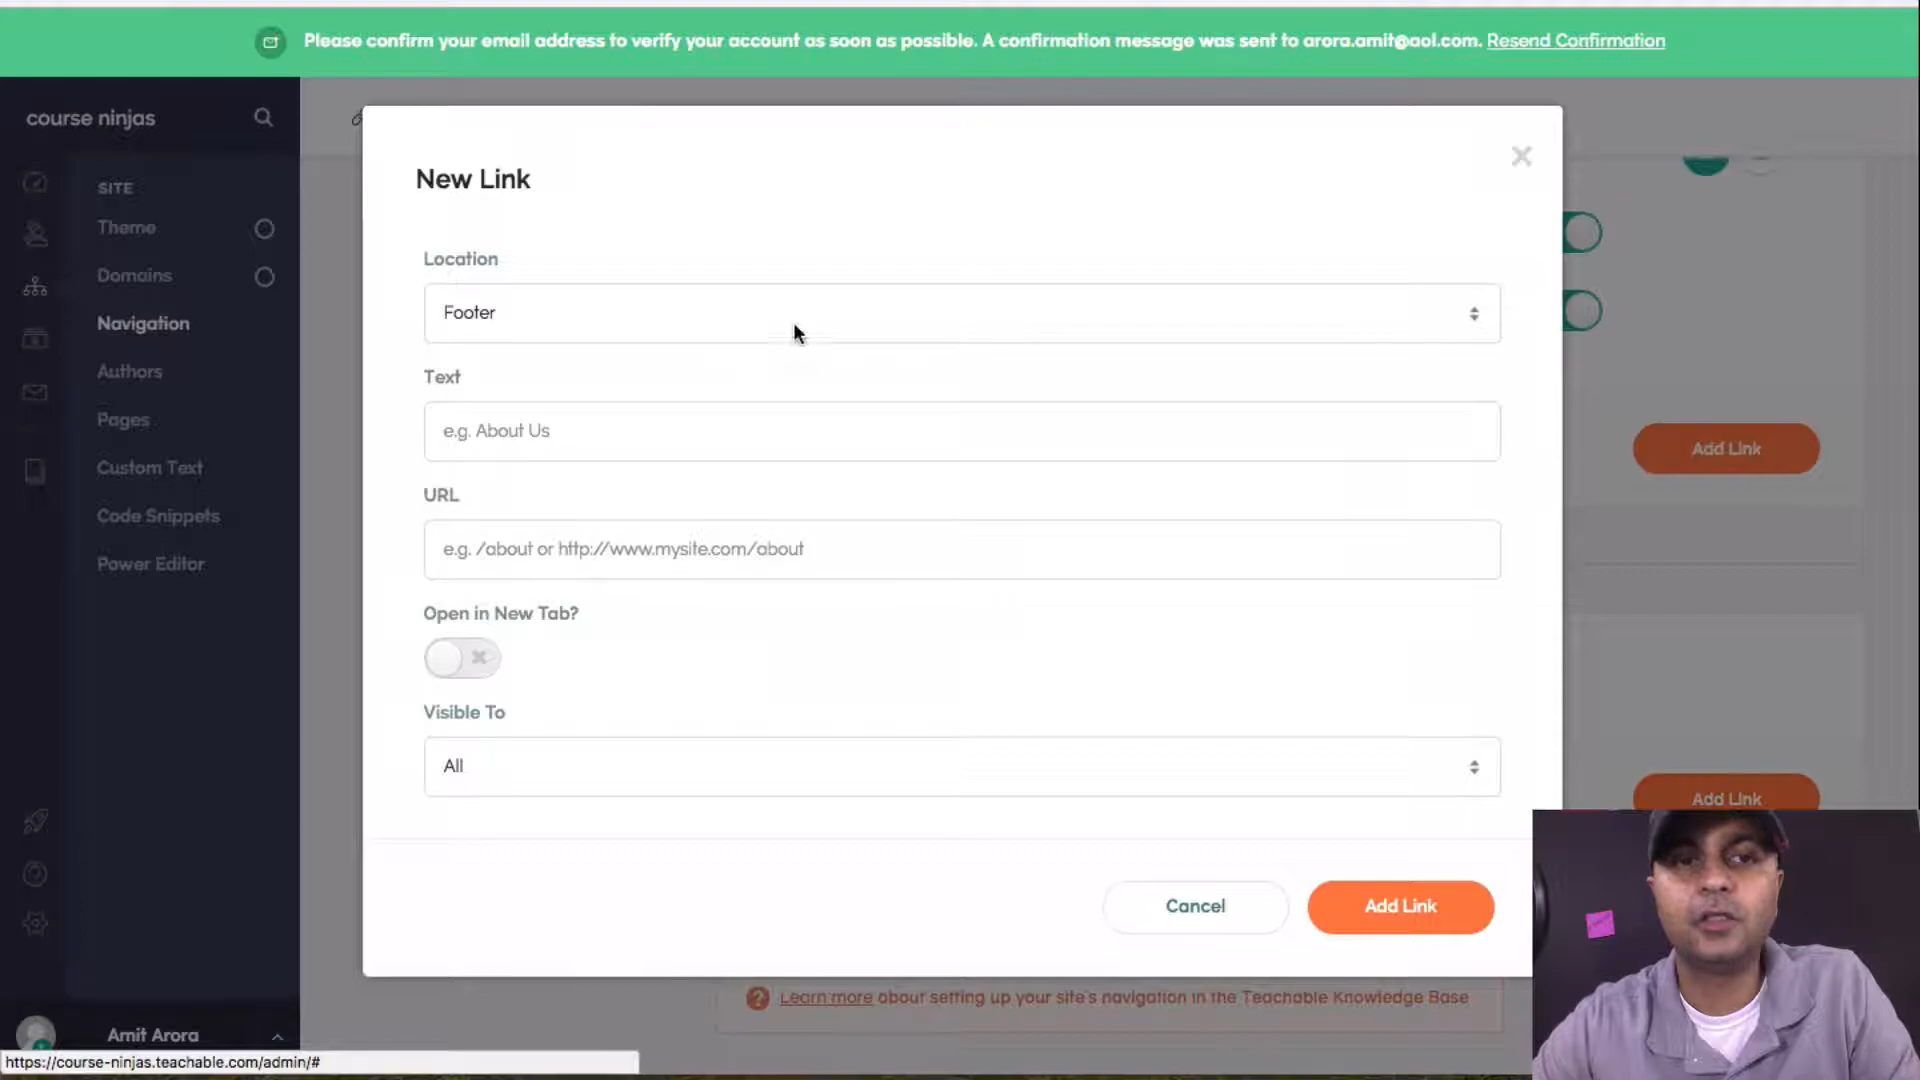 Please confirm your email address to verify your account as soon as possible. A confirmation message was sent to arora.amit@aol.com. Resend Confirmation
course ninjas
SITE
Theme
Domains
Navigation
Authors
Pages
Custom Text
Code Snippets
Power Editor
New Link
Location
Footer
Text
e.g. About Us
URL
e.g. /about or http://www.mysite.com/about
Open in New Tab?
Visible To
All
Cancel
Add Link
Add Link
Add Link
Learn more about setting up your site's navigation in the Teachable Knowledge Base
Amit Arora
https://course-ninjas.teachable.com/admin/#